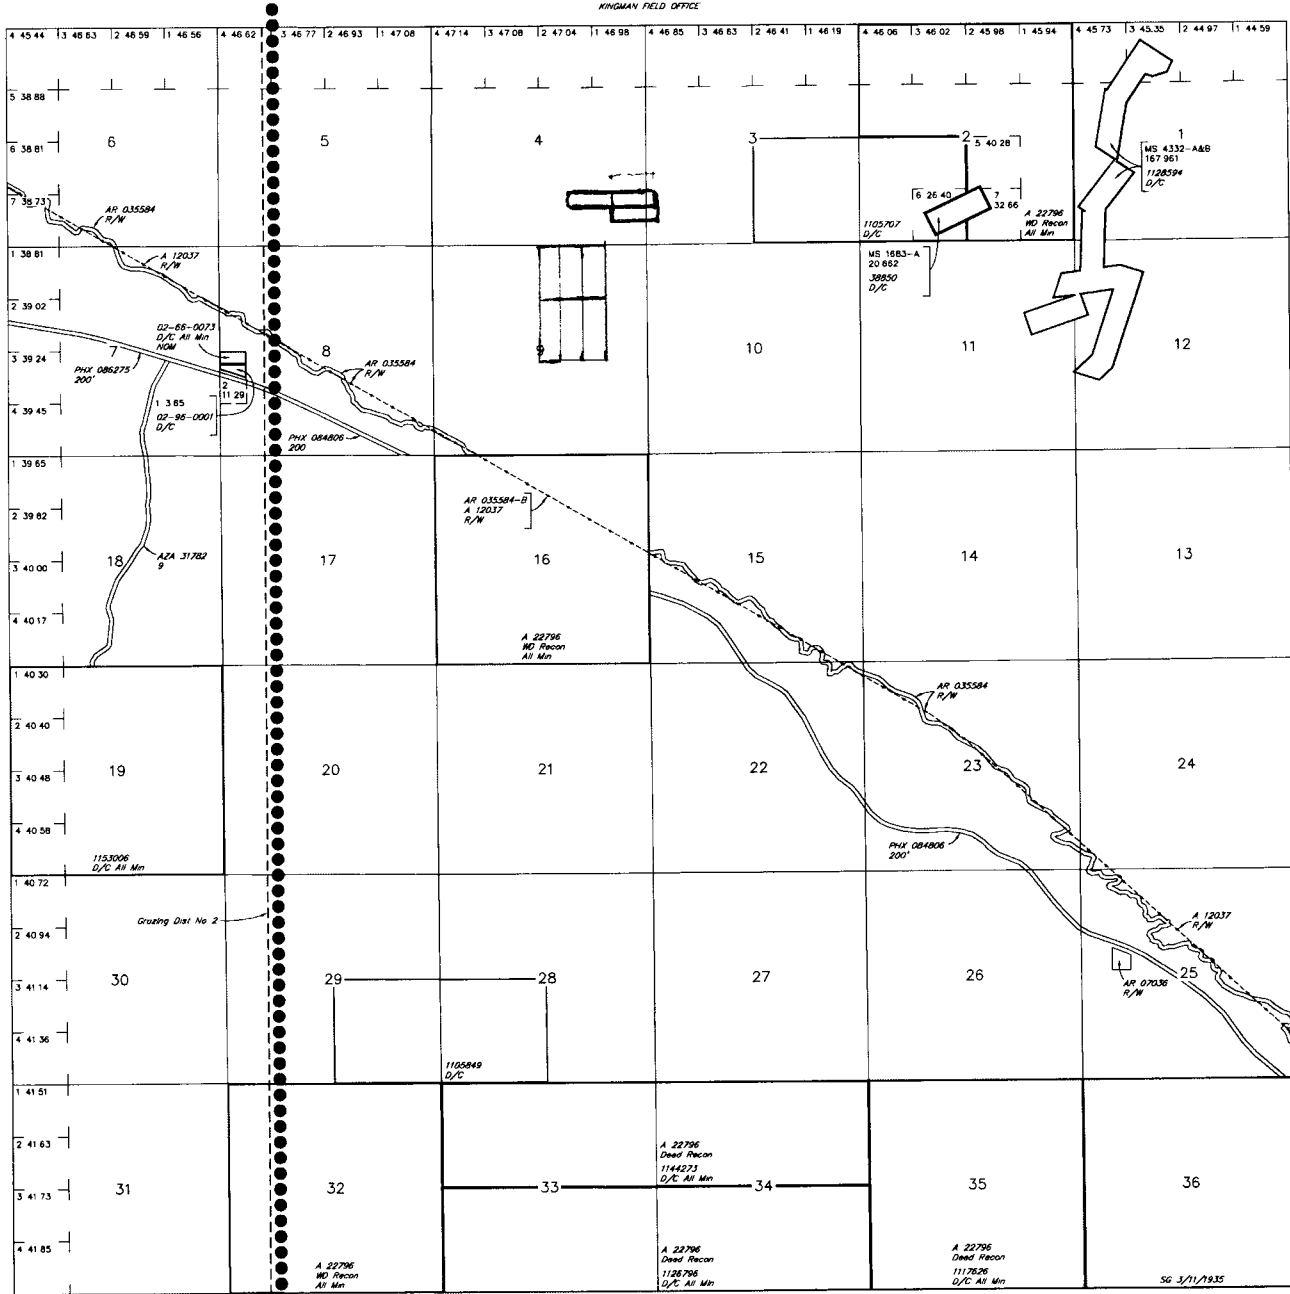 KINGMAN FIELD OFFICE
4 45 44 3 46 63 2 46 59 1 46 56 4 46 62 3 46 77 2 46 93 1 47 08 4 47 14 3 47 08 2 47 04 1 46 98 4 46 85 3 46 63 2 46 41 1 46 19 4 46 06 3 46 02 2 45 98 1 45 94 4 45 73 3 45.35 2 44 97 1 44 59
5 38 88
6 5 4 3 2 1
5 40 28
6 38 81
MS 4332-A&B
167 961
1128594
D/C
7 38 73
6 26 40
7
32 66
AR 035584
R/W
1105707
D/C
A 22796
WD Recon
All Min
1 38 81
A 12037
R/W
MS 1683-A
20 662
38850
D/C
2 39 02
02-66-0073
D/C All Min
NOM
3 39 24
7 8 9 10 11 12
PHX 086275
200'
AR 035584
R/W
2
11 29
1 3 65
02-96-0001
D/C
4 39 45
PHX 084806
200
1 39 65
AR 035584-B
A 12037
R/W
2 39 82
AZA 31782
9
3 40 00
18 17 16 15 14 13
4 40 17
A 22796
WD Recon
All Min
1 40 30
AR 035584
R/W
2 40 40
19 20 21 22 23 24
3 40 48
4 40 58
PHX 084806
200'
1153006
D/C All Min
1 40 72
Grazing Dist No 2
A 12037
R/W
2 40 94
30 29 28 27 26 25
3 41 14
AR 07036
R/W
4 41 36
1105849
D/C
1 41 51
2 41 63
A 22796
Deed Recon
1144273
D/C All Min
3 41 73
31 32 33 34 35 36
4 41 85
A 22796
WD Recon
All Min
A 22796
Deed Recon
1126796
D/C All Min
A 22796
Deed Recon
1117626
D/C All Min
SG 3/11/1935